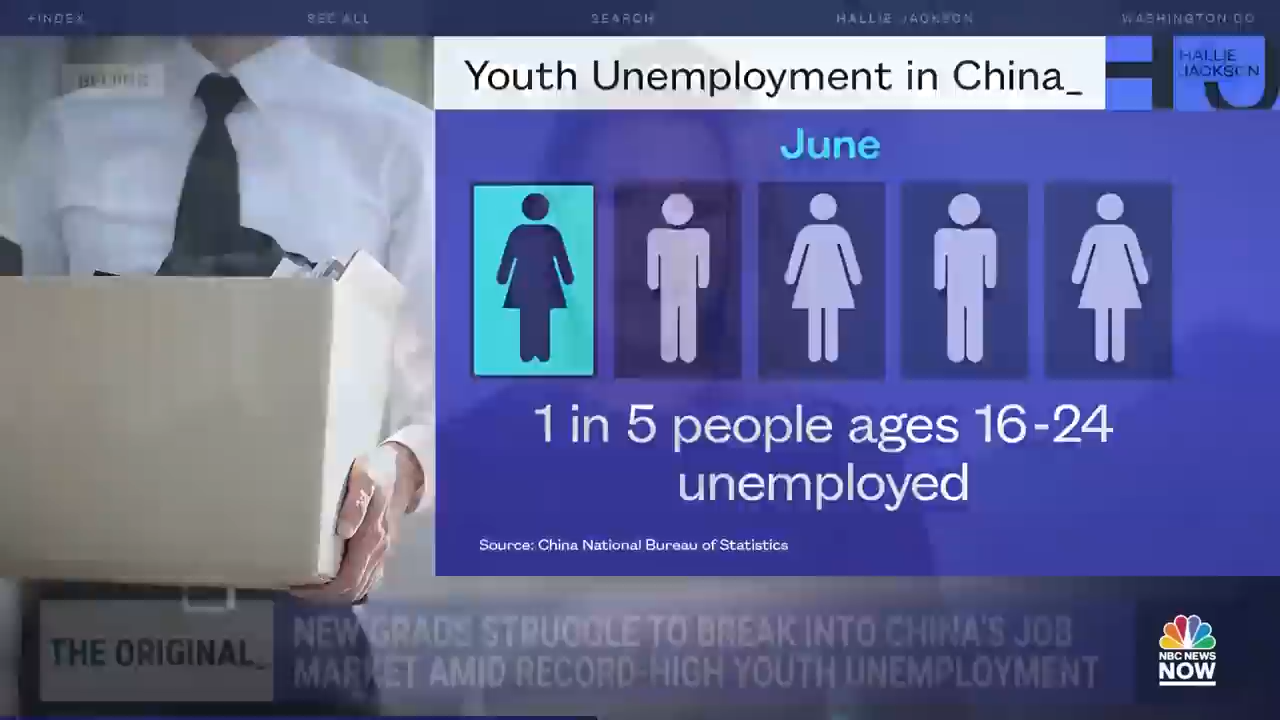 +INDEX
SEE ALL
SEARCH
HALLIE JACKSON
WASHINGTON DC
BEIJING
Youth Unemployment in China_
HALLIE
JACKSON
June
1 in 5 people ages 16-24
unemployed
Source: China National Bureau of Statistics
THE ORIGINAL_
NEW GRADS STRUGGLE TO BREAK INTO CHINA'S JOB
MARKET AMID RECORD-HIGH YOUTH UNEMPLOYMENT
NBC NEWS
NOW